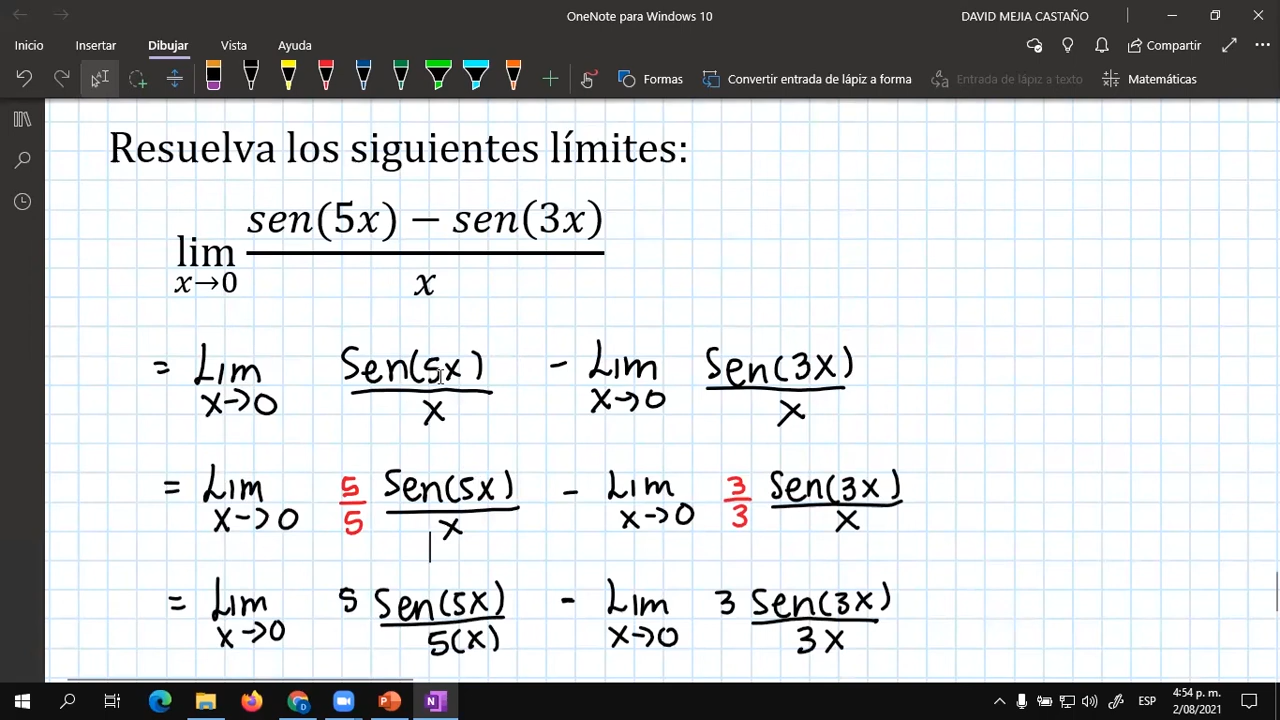 OneNote para Windows 10
DAVID MEJIA CASTAÑO
Inicio Insertar Dibujar Vista Ayuda
Compartir
Formas Convertir entrada de lápiz a forma Entrada de lápiz a texto Matemáticas
Resuelva los siguientes límites:
sen(5x) − sen(3x)
lim
x→0
x
= Lim Sen(5x) - Lim Sen(3x)
x->0 x x->0 x
= Lim 5 Sen(5x) - Lim 3 Sen(3x)
x->0 5 x x->0 3 x
= Lim 5 Sen(5x) - Lim 3 Sen(3x)
x->0 5(x) x->0 3x
ESP
4:54 p. m.
2/08/2021